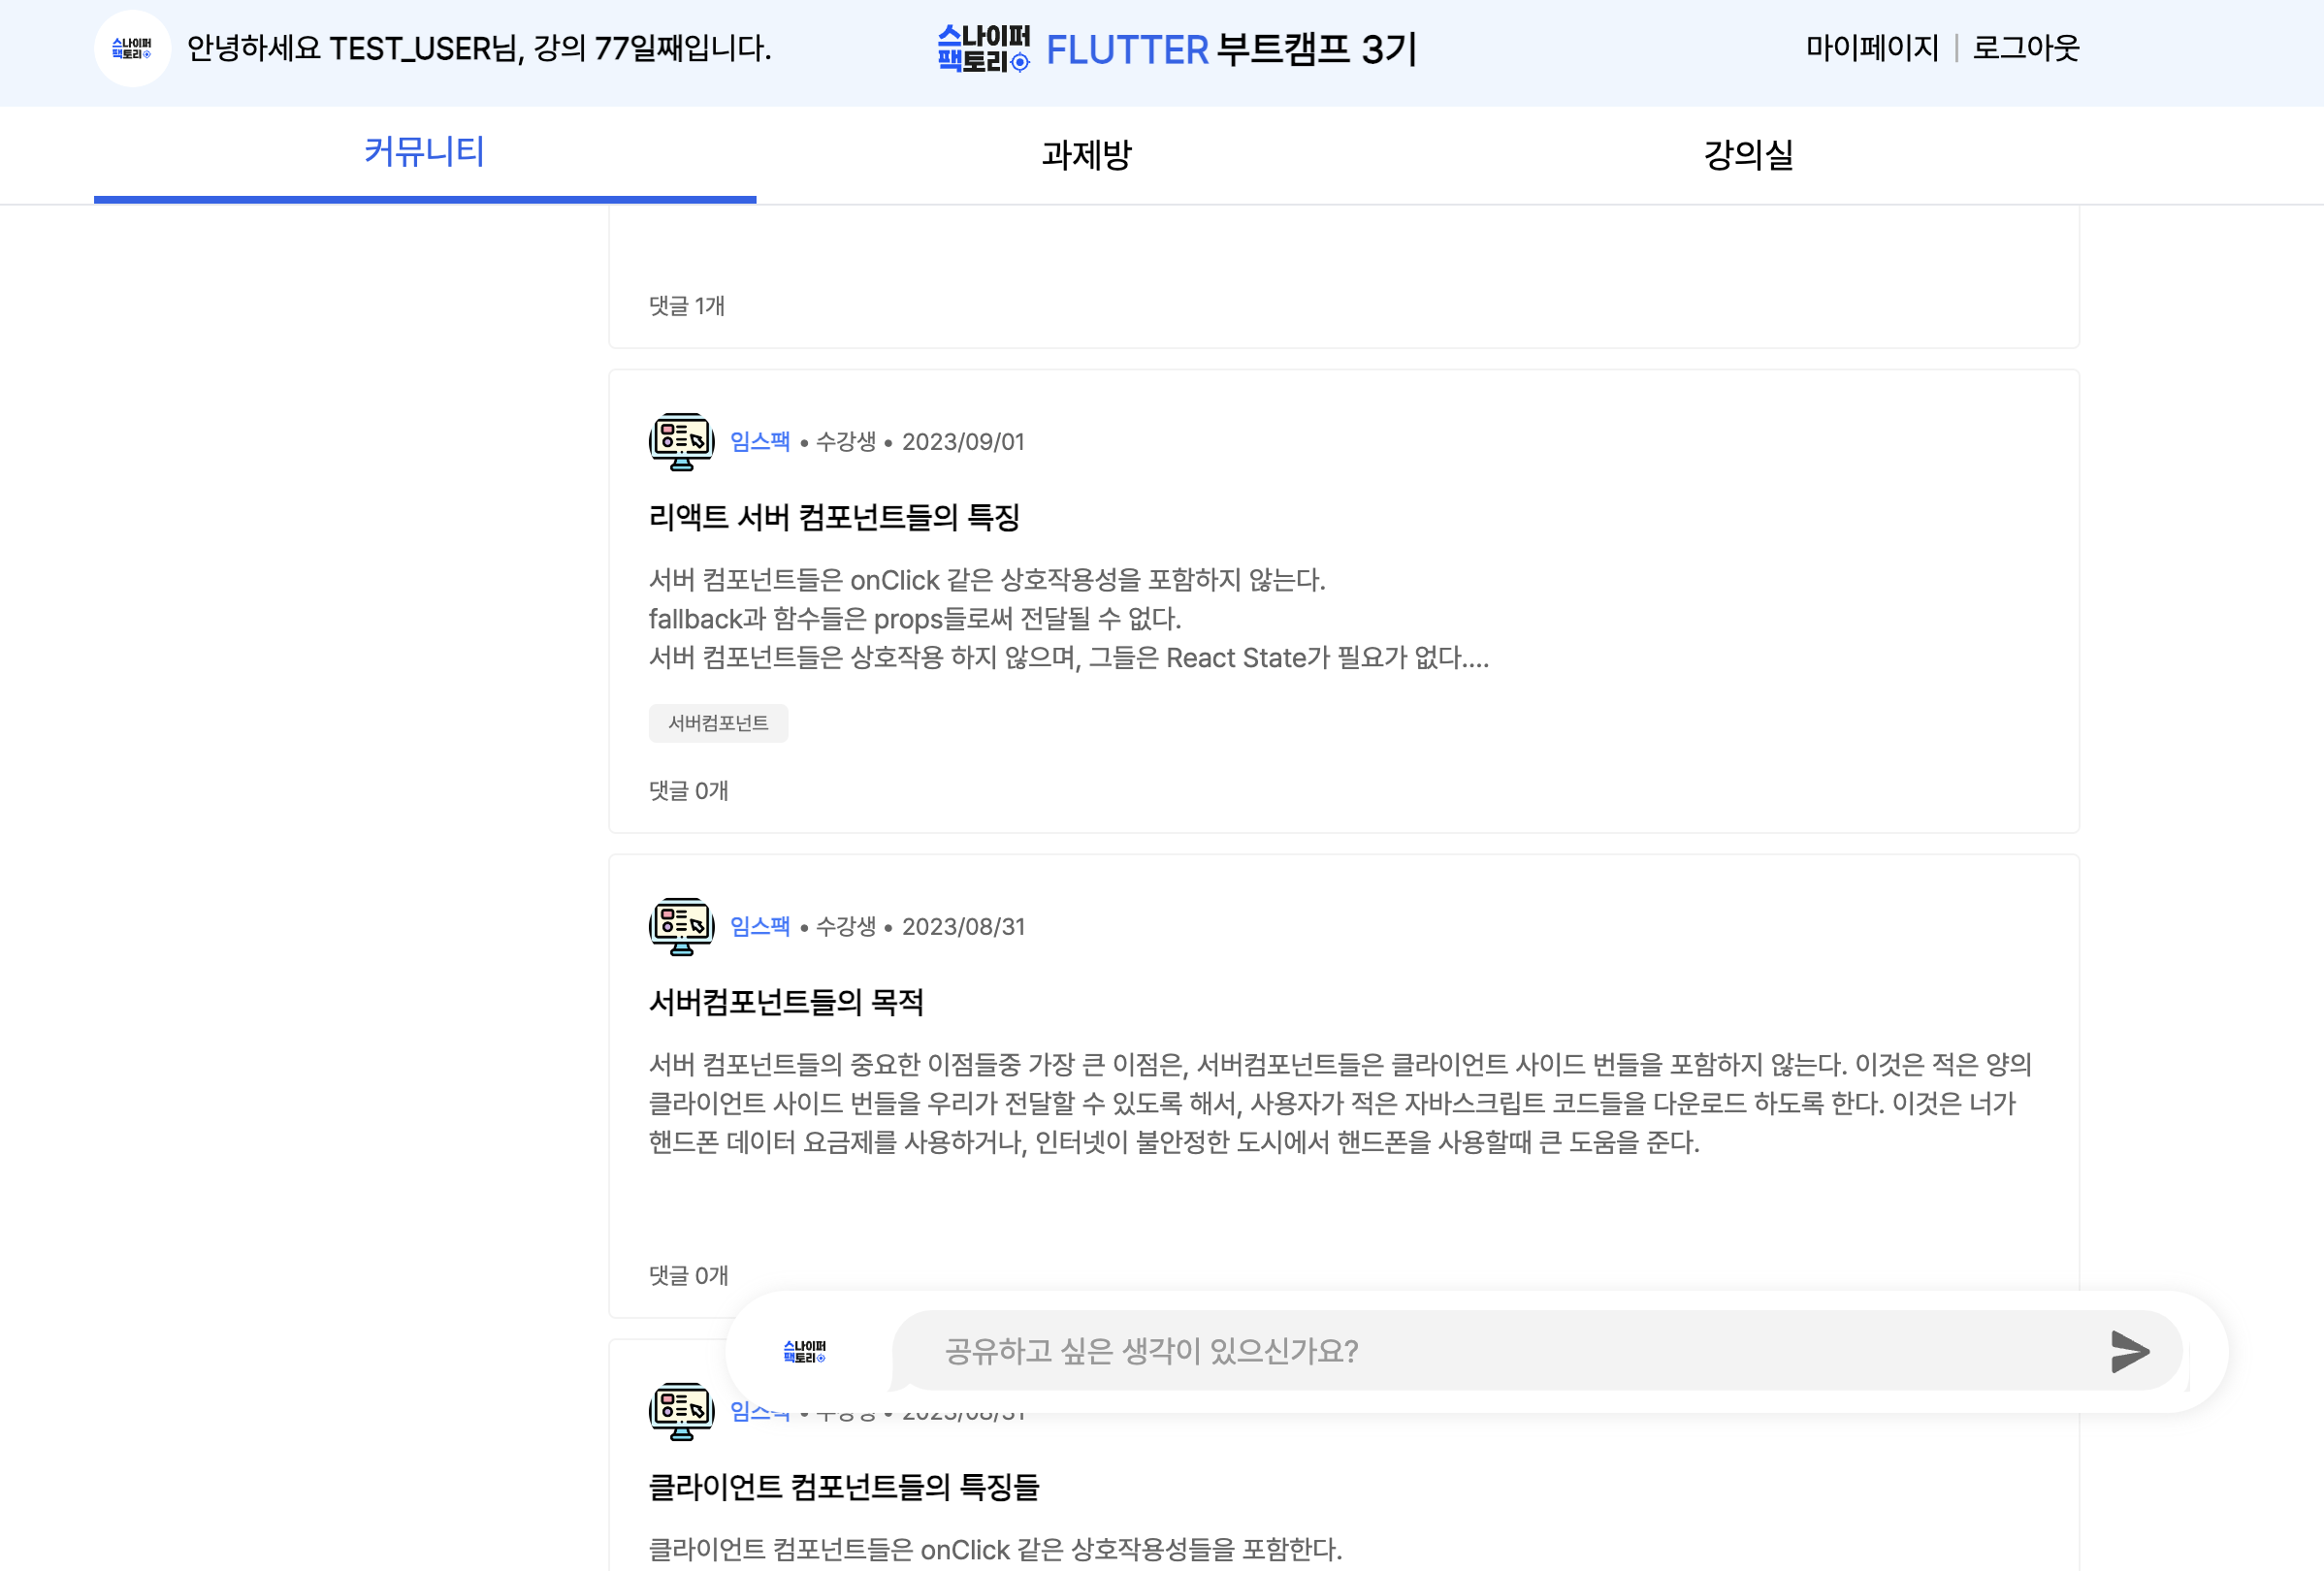 스나이퍼
팩토리
안녕하세요 TEST_USER님, 강의 77일째입니다.
스나이퍼
팩토리
FLUTTER 부트캠프 3기
마이페이지 | 로그아웃
커뮤니티
과제방
강의실
댓글 1개
임스팩 • 수강생 • 2023/09/01
리액트 서버 컴포넌트들의 특징
서버 컴포넌트들은 onClick 같은 상호작용성을 포함하지 않는다.
fallback과 함수들은 props들로써 전달될 수 없다.
서버 컴포넌트들은 상호작용 하지 않으며, 그들은 React State가 필요가 없다....
서버컴포넌트
댓글 0개
임스팩 • 수강생 • 2023/08/31
서버컴포넌트들의 목적
서버 컴포넌트들의 중요한 이점들중 가장 큰 이점은, 서버컴포넌트들은 클라이언트 사이드 번들을 포함하지 않는다. 이것은 적은 양의
클라이언트 사이드 번들을 우리가 전달할 수 있도록 해서, 사용자가 적은 자바스크립트 코드들을 다운로드 하도록 한다. 이것은 너가
핸드폰 데이터 요금제를 사용하거나, 인터넷이 불안정한 도시에서 핸드폰을 사용할때 큰 도움을 준다.
댓글 0개
스나이퍼
팩토리
공유하고 싶은 생각이 있으신가요?
임스팩 • 수강생 • 2023/08/31
클라이언트 컴포넌트들의 특징들
클라이언트 컴포넌트들은 onClick 같은 상호작용성들을 포함한다.